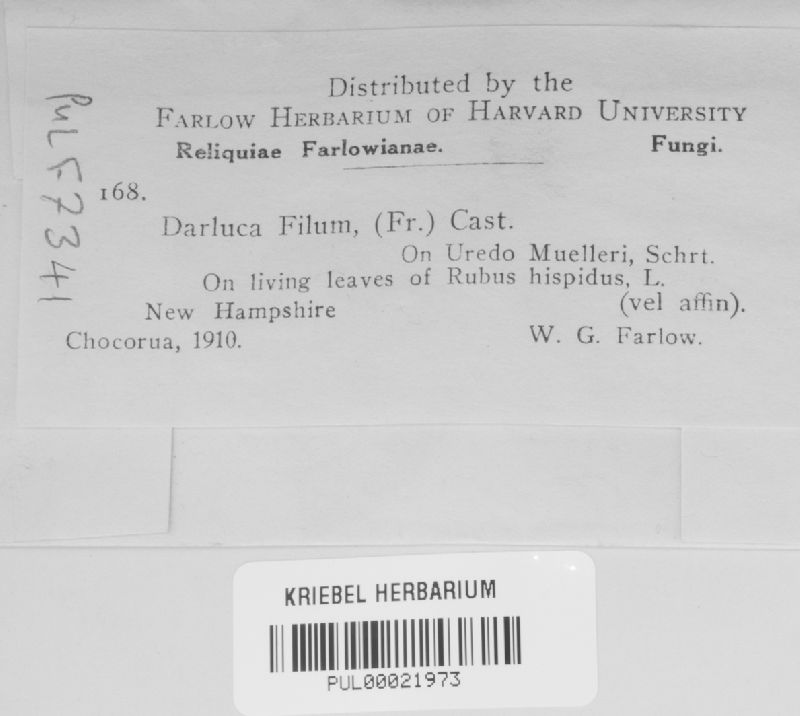 Distributed by the
FARLOW HERBARIUM OF HARVARD UNIVERSITY
Reliquiae Farlowianae. Fungi.
168.
Darluca Filum, (Fr.) Cast.
On Uredo Muelleri, Schrt.
On living leaves of Rubus hispidus, L.
(vel affin).
New Hampshire
Chocorua, 1910. W. G. Farlow.
PUL F7341
KRIEBEL HERBARIUM
PUL00021973